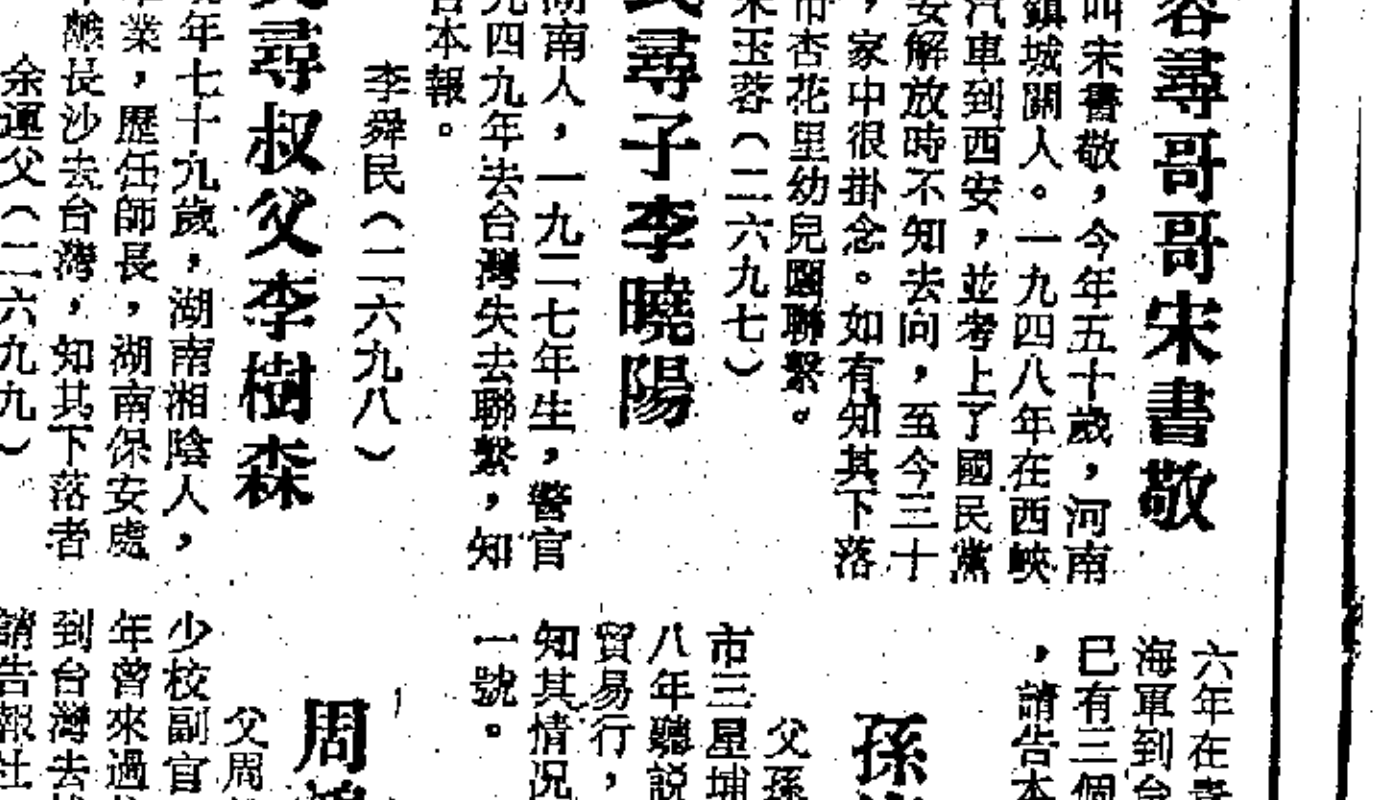 蓉尋哥哥宋書敬
叫宋書敬，今年五十歲，河南
鎮城關人。一九四八年在西峽
汽車到西安，並考上了國民黨
安解放時不知去向，至今三十
，家中很掛念。如有知其下落
市杏花里幼兒園聯繫。
宋玉蓉（二六九七）
民尋子李曉陽
湖南人，一九二七年生，警官
九四九年去台灣失去聯繫，知
告本報。
李舜民（二六九八）
尋叔父李樹森
年七十九歲，湖南湘陰人，
業，歷任師長，湖南保安處
離長沙去台灣，知其下落者
余運父（二六九九）
六年在青
海軍到台
已有三個
，請告本
孫
父孫
市三星埔
八年聽説
貿易行，
知其情況
一號。
周
父周
少校副官
年曾來過
到台灣去
請告報社